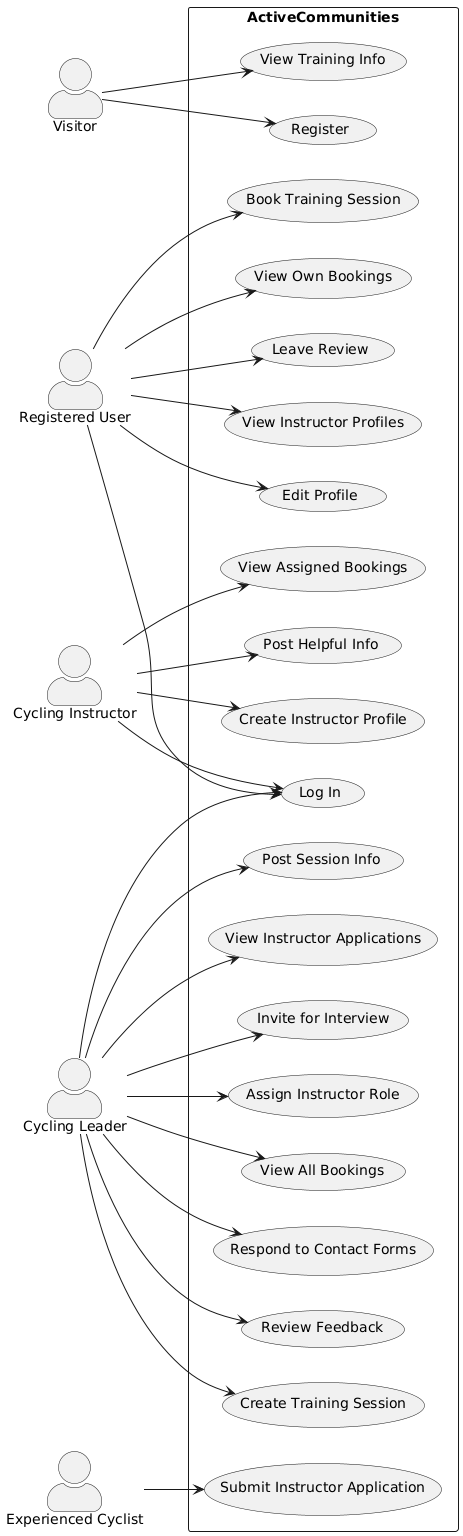 ActiveCommunities
View Training Info
Visitor
Register
Book Training Session
View Own Bookings
Leave Review
Registered User
View Instructor Profiles
Edit Profile
View Assigned Bookings
Post Helpful Info
Cycling Instructor
Create Instructor Profile
Log In
Post Session Info
View Instructor Applications
Invite for Interview
Assign Instructor Role
Cycling Leader
View All Bookings
Respond to Contact Forms
Review Feedback
Create Training Session
Submit Instructor Application
Experienced Cyclist